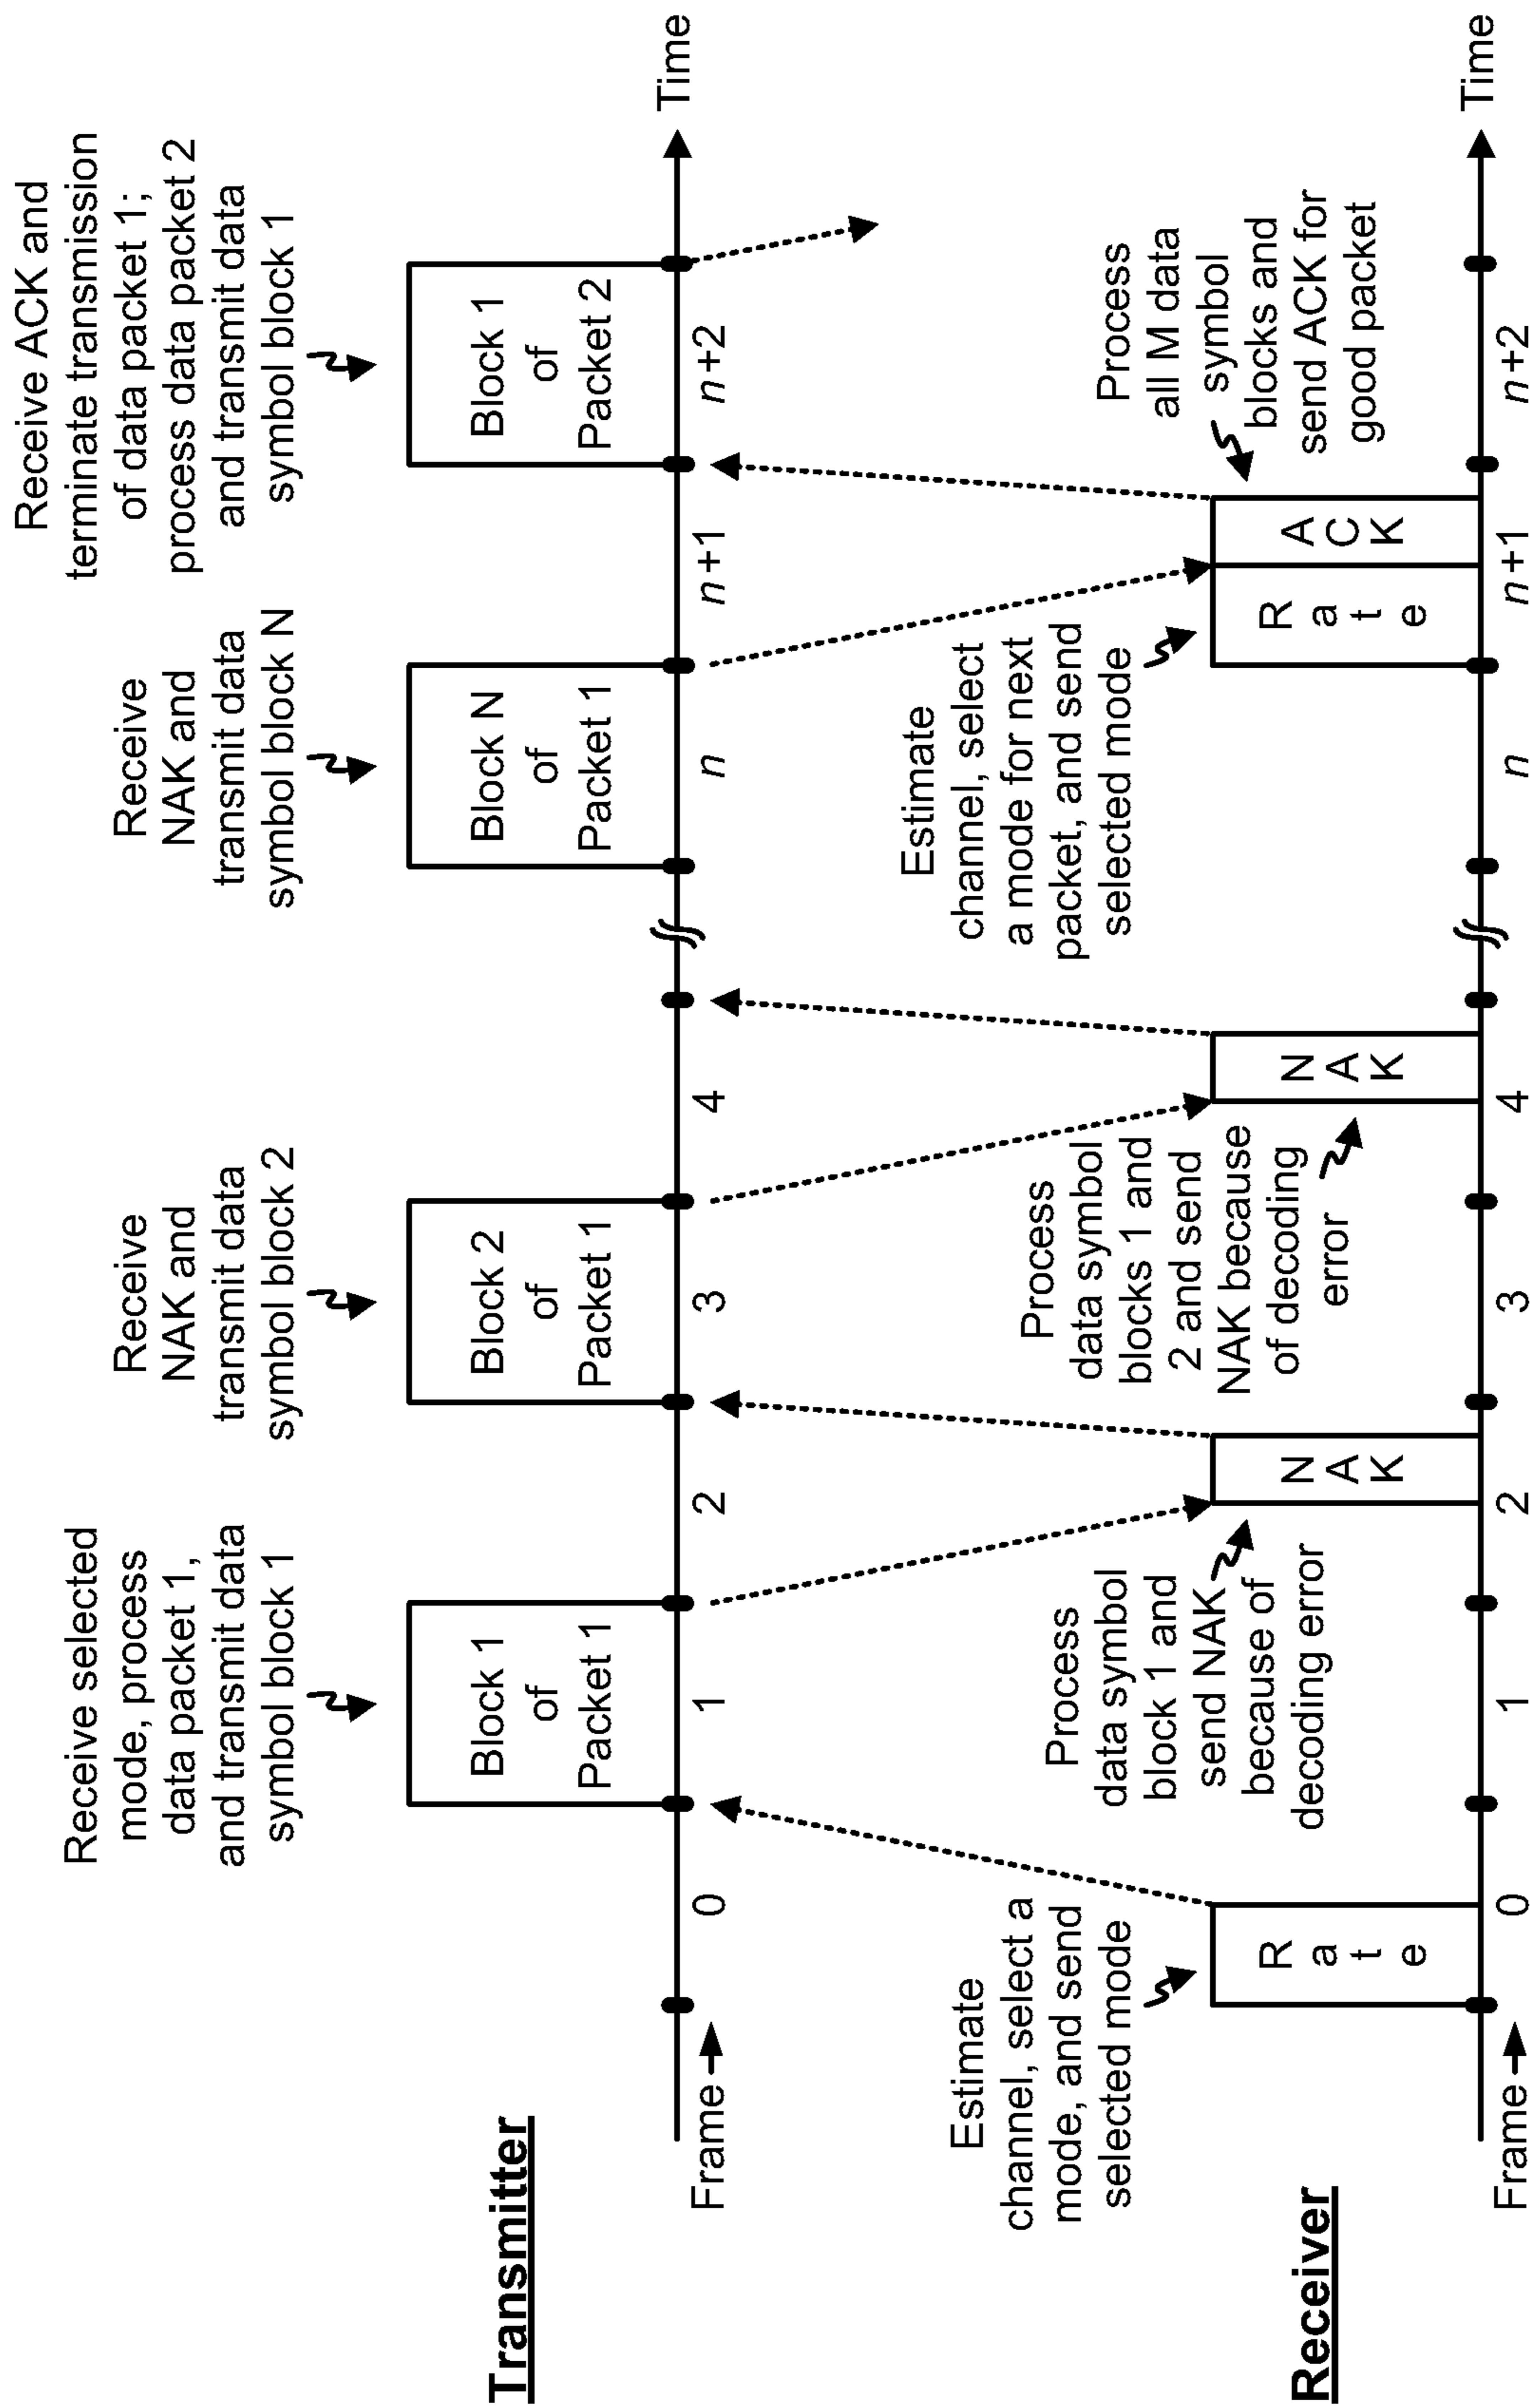 Receive selected
mode, process
data packet 1,
and transmit data
symbol block 1
Receive
NAK and
transmit data
symbol block 2
Receive
NAK and
transmit data
symbol block N
Receive ACK and
terminate transmission
of data packet 1;
process data packet 2
and transmit data
symbol block 1
Transmitter
Block 1
of
Packet 1
Block 2
of
Packet 1
Block N
of
Packet 1
Block 1
of
Packet 2
Time
Frame
0
1
2
3
4
n
n+1
n+2
Estimate
channel, select a
mode, and send
selected mode
Process
data symbol
block 1 and
send NAK
because of
decoding error
Process
data symbol
blocks 1 and
2 and send
NAK because
of decoding
error
Estimate
channel, select
a mode for next
packet, and send
selected mode
Process
all M data
symbol
blocks and
send ACK for
good packet
Receiver
R
a
t
e
N
A
K
N
A
K
R
a
t
e
A
C
K
Time
Frame
0
1
2
3
4
n
n+1
n+2